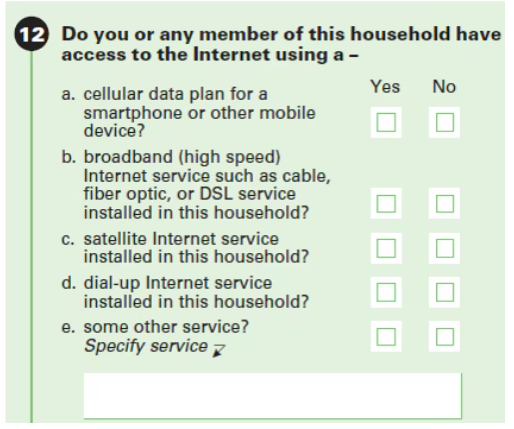 12 Do you or any member of this household have
access to the Internet using a –
Yes No
a. cellular data plan for a
smartphone or other mobile
device?
b. broadband (high speed)
Internet service such as cable,
fiber optic, or DSL service
installed in this household?
c. satellite Internet service
installed in this household?
d. dial-up Internet service
installed in this household?
e. some other service?
Specify service